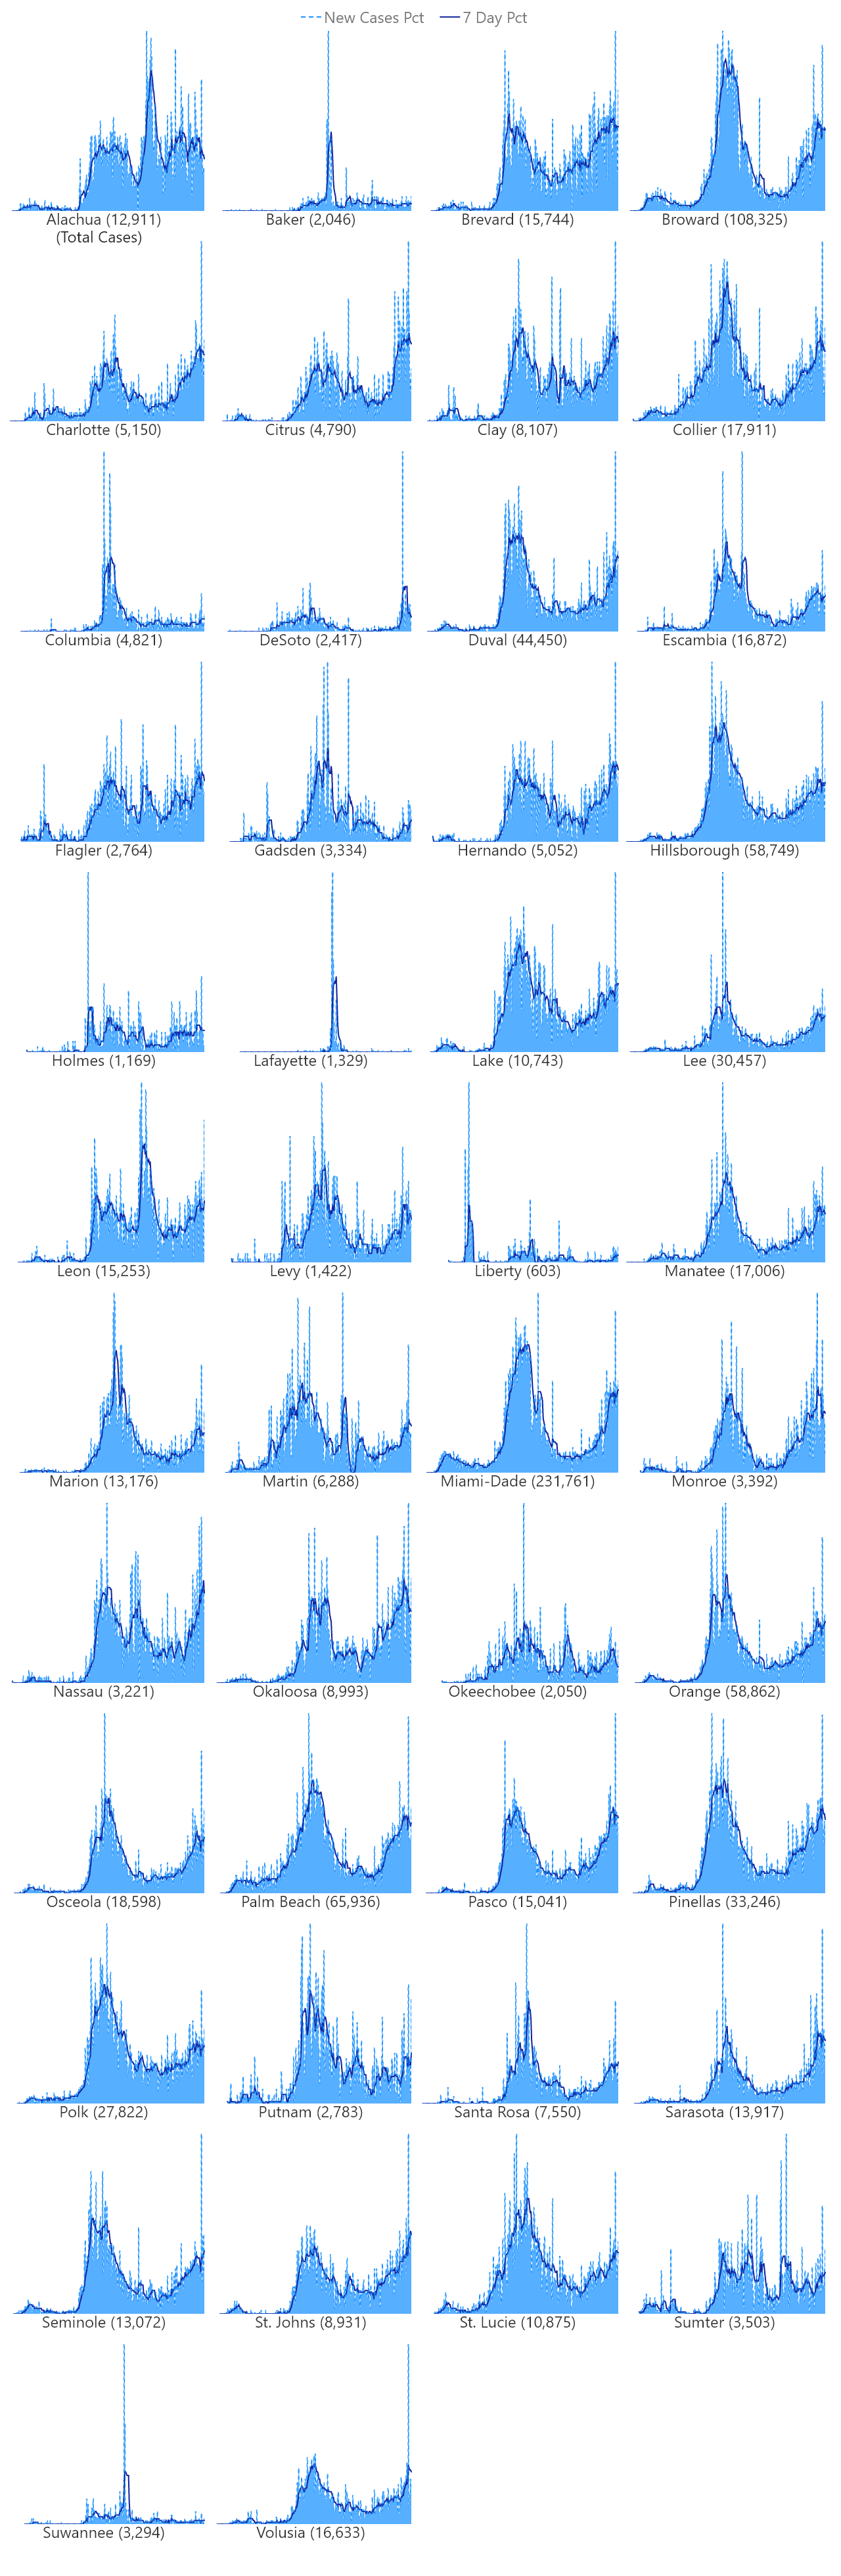 New Cases Pct 7 Day Pct
Alachua (12,911) Baker (2,046) Brevard (15,744) Broward (108,325)
(Total Cases)
Charlotte (5,150) Citrus (4,790) Clay (8,107) Collier (17,911)
Columbia (4,821) DeSoto (2,417) Duval (44,450) Escambia (16,872)
Flagler (2,764) Gadsden (3,334) Hernando (5,052) Hillsborough (58,749)
Holmes (1,169) Lafayette (1,329) Lake (10,743) Lee (30,457)
Leon (15,253) Levy (1,422) Liberty (603) Manatee (17,006)
Marion (13,176) Martin (6,288) Miami-Dade (231,761) Monroe (3,392)
Nassau (3,221) Okaloosa (8,993) Okeechobee (2,050) Orange (58,862)
Osceola (18,598) Palm Beach (65,936) Pasco (15,041) Pinellas (33,246)
Polk (27,822) Putnam (2,783) Santa Rosa (7,550) Sarasota (13,917)
Seminole (13,072) St. Johns (8,931) St. Lucie (10,875) Sumter (3,503)
Suwannee (3,294) Volusia (16,633)